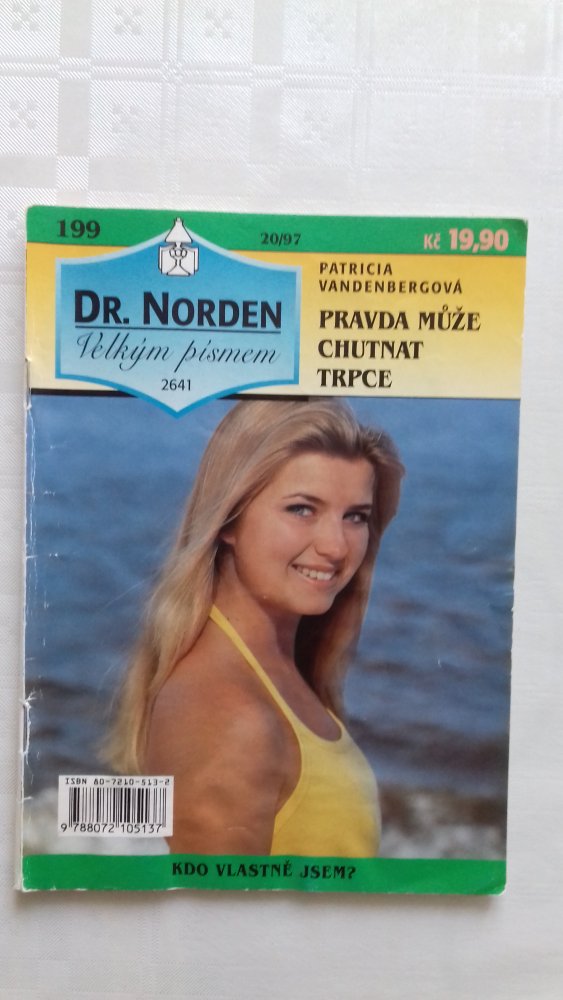 199
20/97
Kč 19,90
DR. NORDEN
Velkým písmem
2641
PATRICIA
VANDENBERGOVÁ
PRAVDA MŮŽE
CHUTNAT
TRPCE
ISBN 80-7210-513-2
9 788072 105137
KDO VLASTNĚ JSEM?